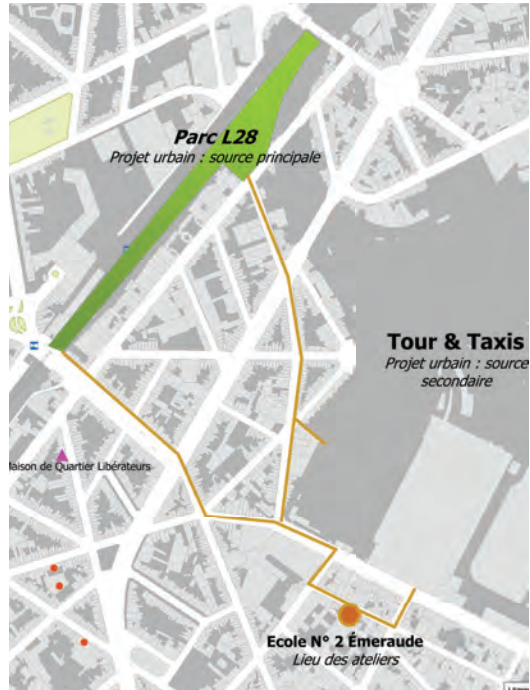 Parc L28
Projet urbain : source principale
Tour & Taxis
Projet urbain : source
secondaire
aison de Quartier Libérateurs
Ecole N° 2 Émeraude
Lieu des ateliers